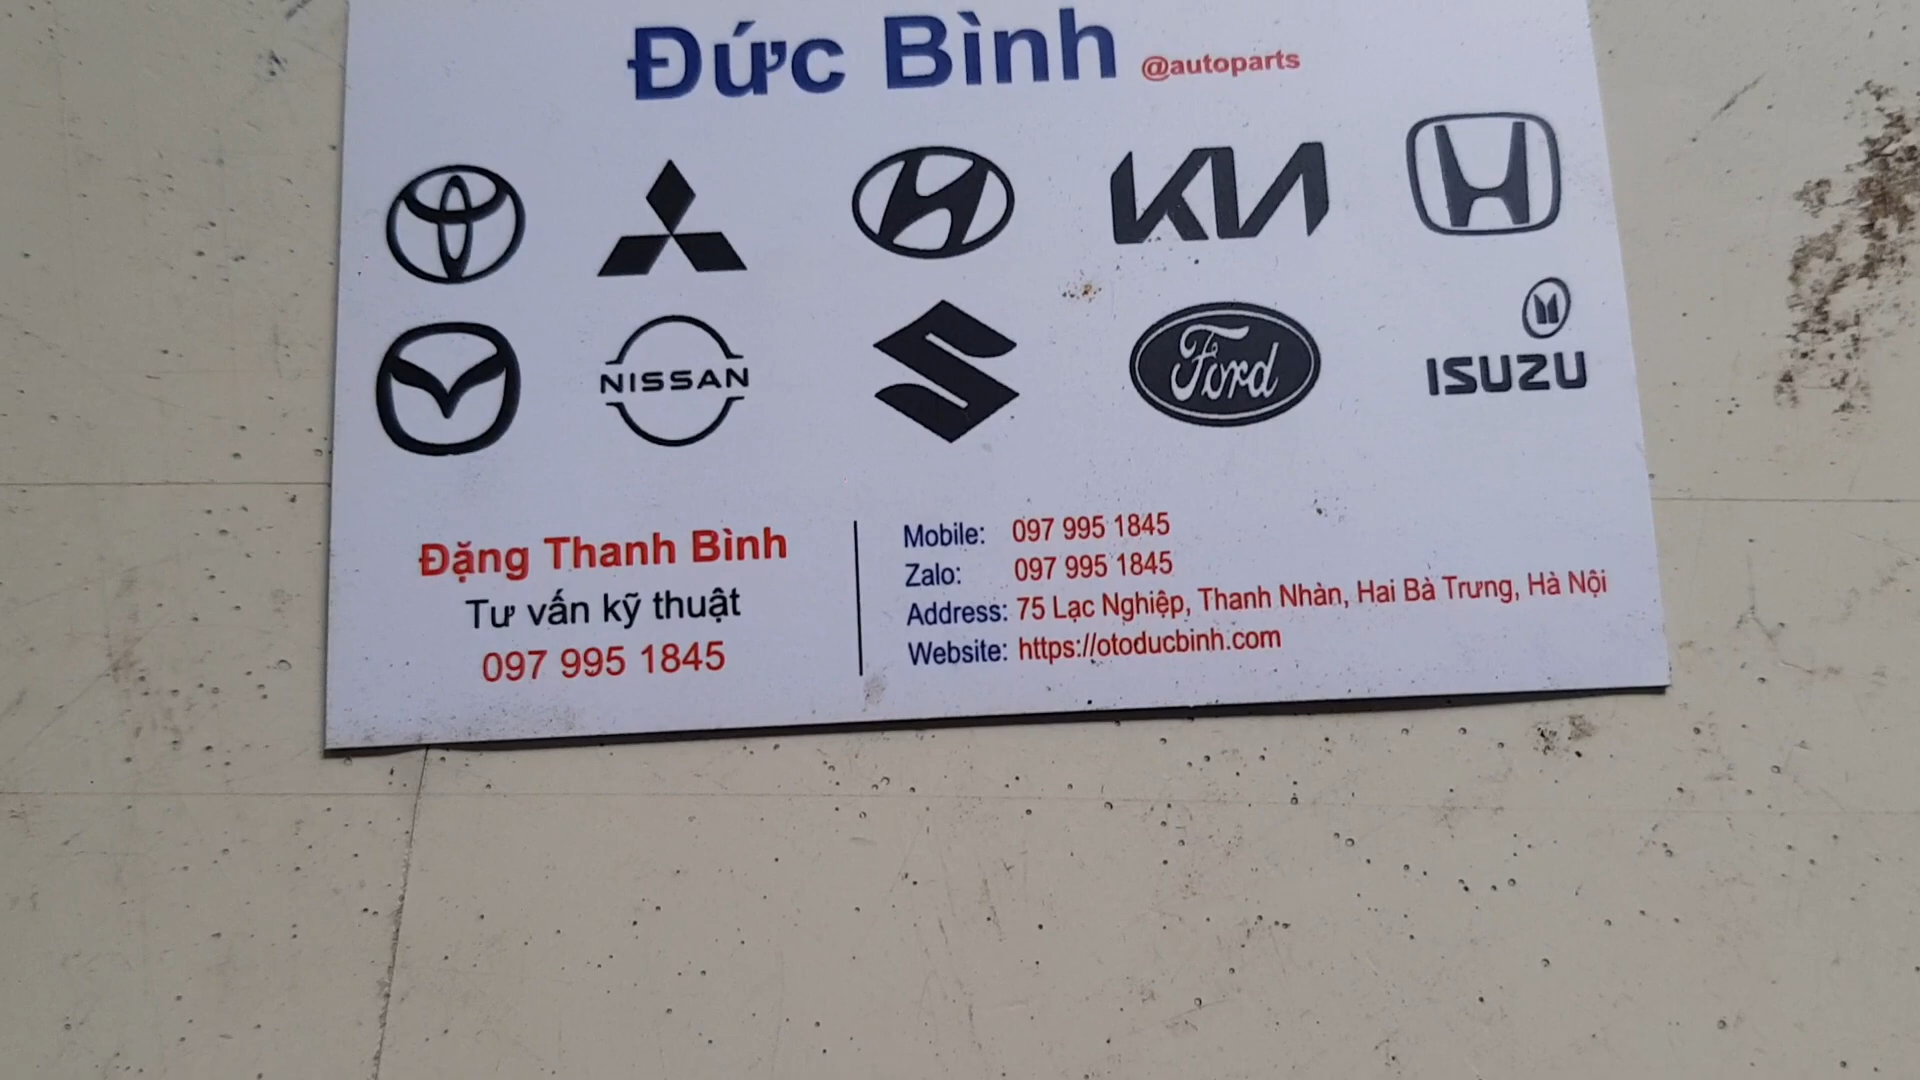 Đức Bình @autoparts
KIA
NISSAN
Ford
ISUZU
Đặng Thanh Bình
Tư vấn kỹ thuật
097 995 1845
Mobile: 097 995 1845
Zalo: 097 995 1845
Address: 75 Lạc Nghiệp, Thanh Nhàn, Hai Bà Trưng, Hà Nội
Website: https://otoducbinh.com